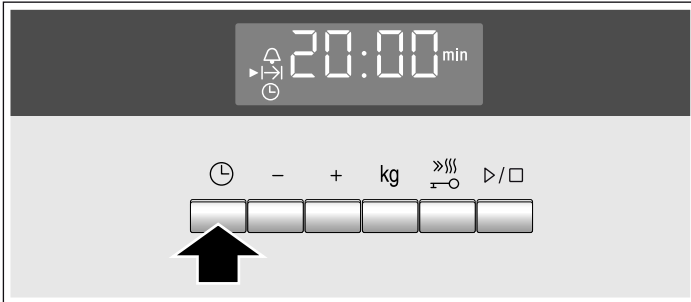 20:00 min
- + kg ▷/□